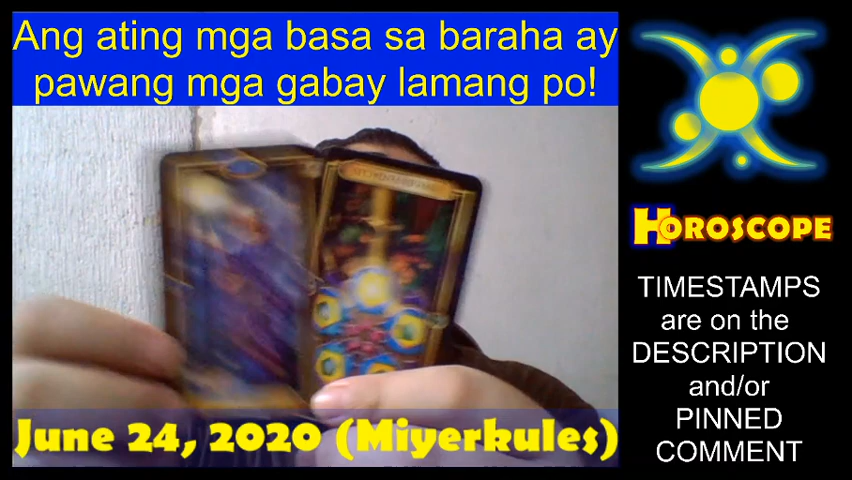 Ang ating mga basa sa baraha ay
pawang mga gabay lamang po!
HOROSCOPE
TIMESTAMPS
are on the
DESCRIPTION
and/or
PINNED
COMMENT
June 24, 2020 (Miyerkules)